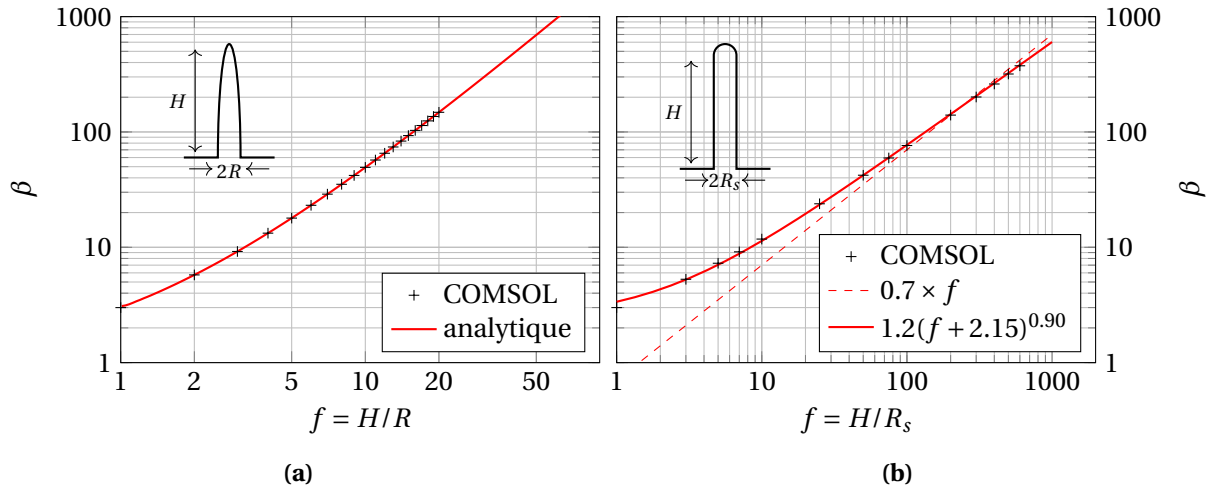 1000
100
10
1
β
1
2
5
10
20
50
f = H/R
H
2R
COMSOL
analytique
(a)
1000
100
10
1
β
1
10
100
1000
f = H/R_s
H
2R_s
COMSOL
0.7 × f
1.2(f + 2.15)^0.90
(b)